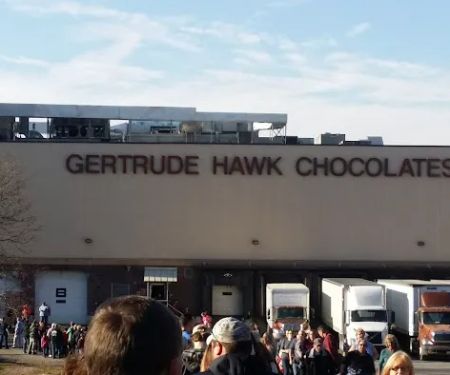 GERTRUDE HAWK CHOCOLATES